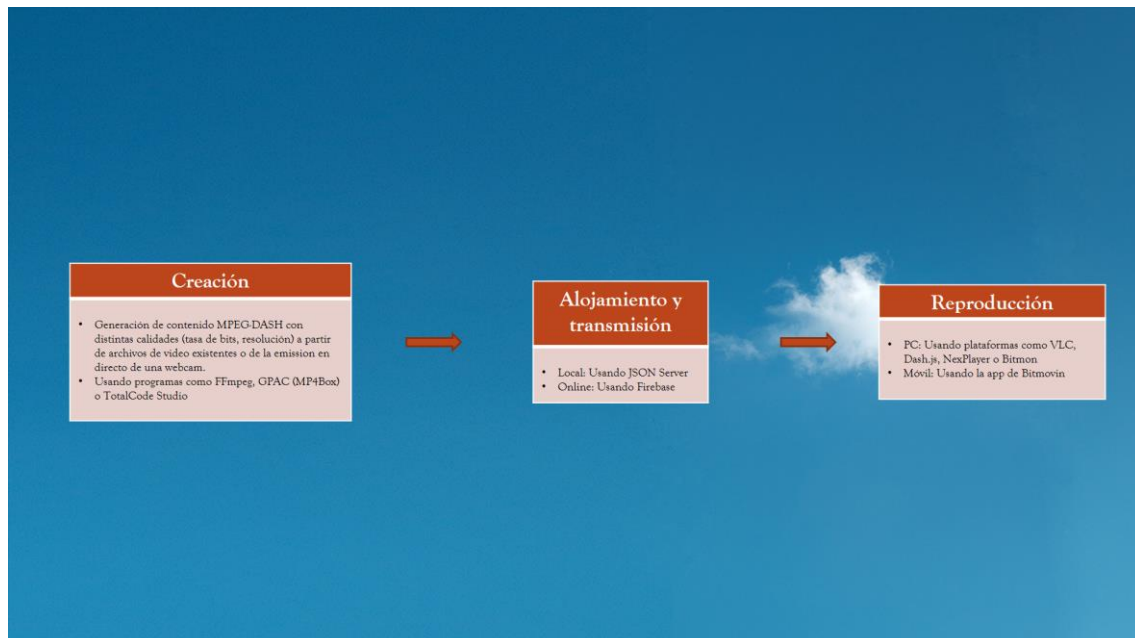 Creación
• Generación de contenido MPEG-DASH con
distintas calidades (tasa de bits, resolución) a partir
de archivos de video existentes o de la emission en
directo de una webcam.
• Usando programas como FFmpeg, GPAC (MP4Box)
o TotalCode Studio
Alojamiento y
transmisión
• Local: Usando JSON Server
• Online: Usando Firebase
Reproducción
• PC: Usando plataformas como VLC,
Dash.js, NexPlayer o Bitmon
• Móvil: Usando la app de Bitmovin